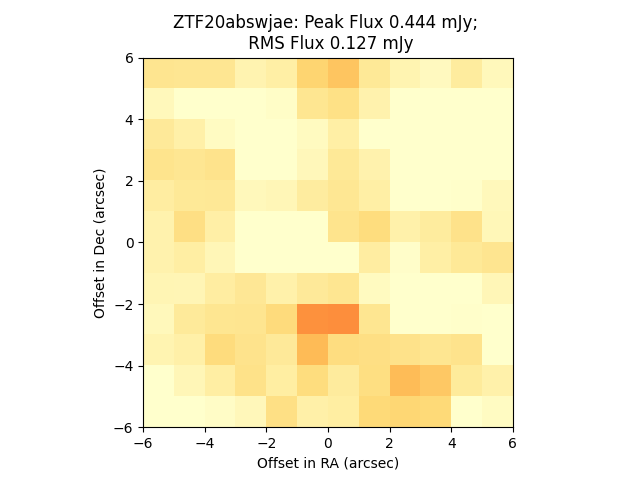 ZTF20abswjae: Peak Flux 0.444 mJy;
RMS Flux 0.127 mJy
6
4
2
0
−2
−4
−6
Offset in Dec (arcsec)
−6 −4 −2 0 2 4 6
Offset in RA (arcsec)